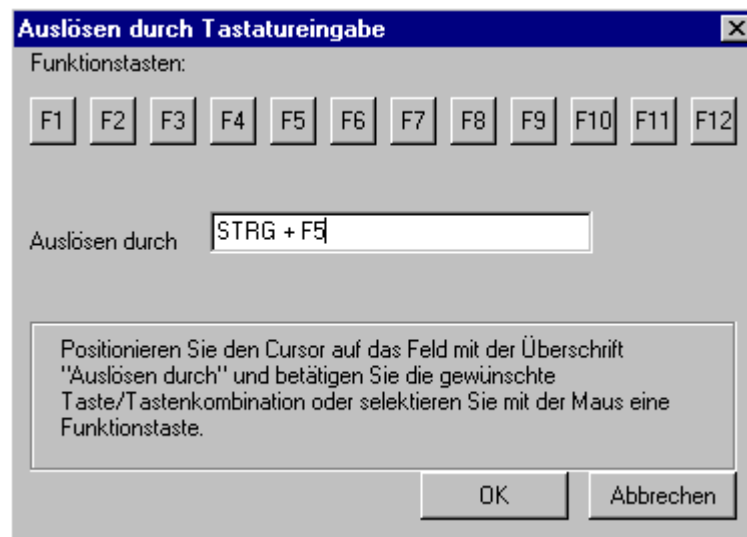 Auslösen durch Tastatureingabe
Funktionstasten:
F1 F2 F3 F4 F5 F6 F7 F8 F9 F10 F11 F12
Auslösen durch STRG + F5
Positionieren Sie den Cursor auf das Feld mit der Überschrift
"Auslösen durch" und betätigen Sie die gewünschte
Taste/Tastenkombination oder selektieren Sie mit der Maus eine
Funktionstaste.
OK Abbrechen